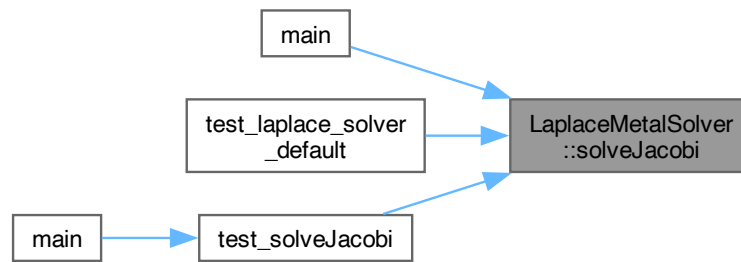 main
test_laplace_solver
_default
LaplaceMetalSolver
::solveJacobi
main
test_solveJacobi